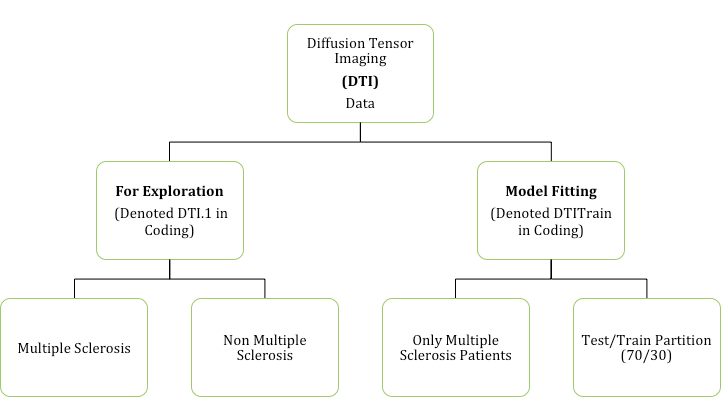 Diffusion Tensor
Imaging
(DTI)
Data
For Exploration
(Denoted DTI.1 in
Coding)
Model Fitting
(Denoted DTITrain
in Coding)
Multiple Sclerosis
Non Multiple
Sclerosis
Only Multiple
Sclerosis Patients
Test/Train Partition
(70/30)